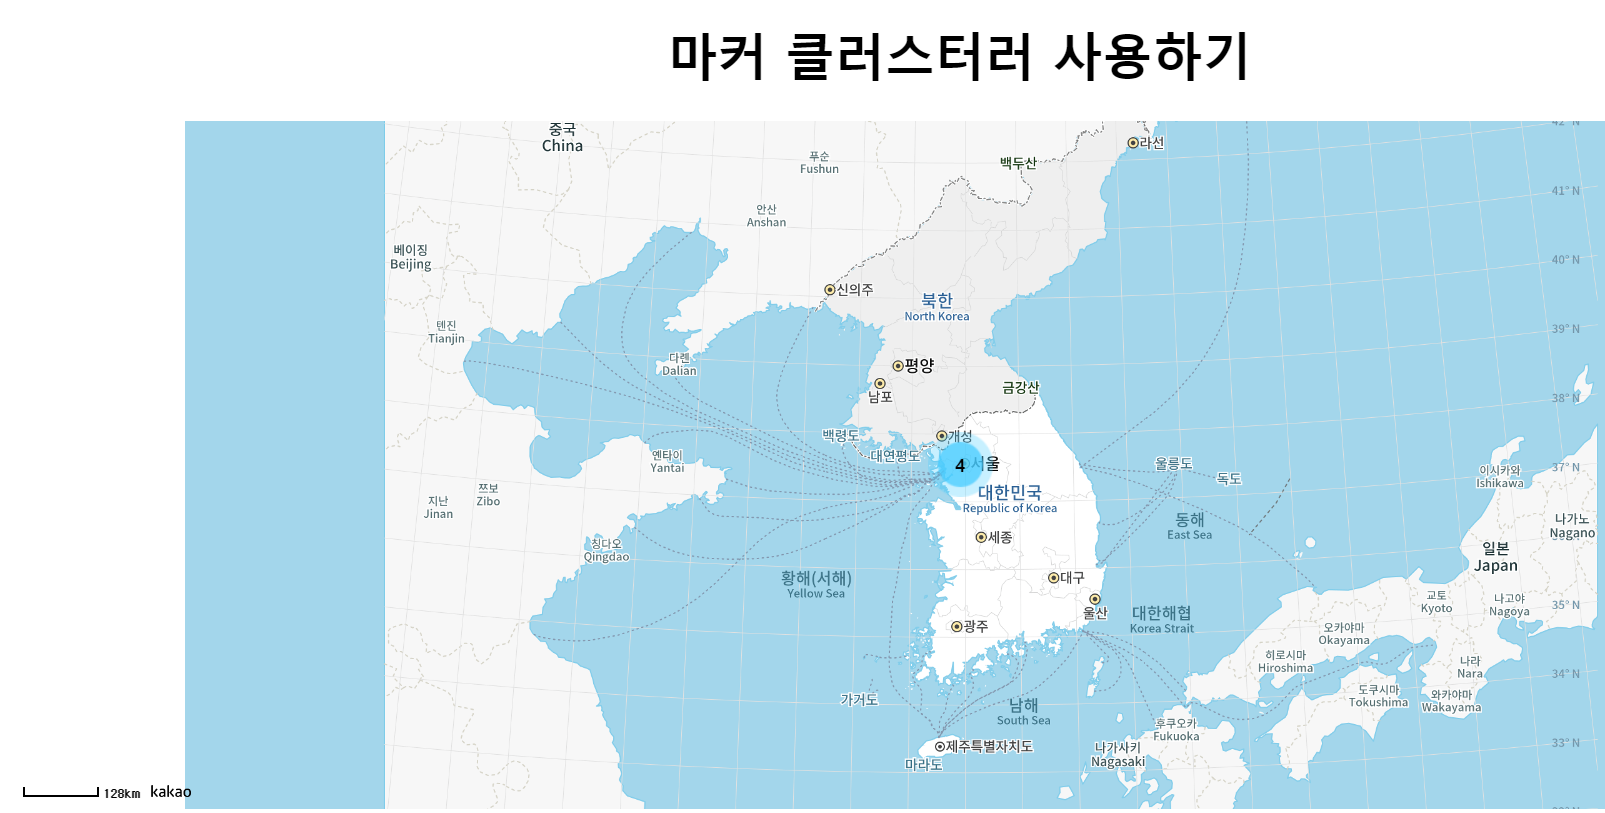 마커 클러스터러 사용하기
중국
China
42° N
라선
푸순
Fushun
백두산
41° N
안산
Anshan
베이징
Beijing
40° N
신의주
북한
North Korea
텐진
Tianjin
39° N
다롄
Dalian
평양
남포
금강산
38° N
백령도
개성
옌타이
Yantai
대연평도
4
서울
울릉도
독도
이시카와
Ishikawa
37° N
쯔보
Zibo
지난
Jinan
대한민국
Republic of Korea
동해
East Sea
나가노
Nagano
세종
칭다오
Qingdao
일본
Japan
황해(서해)
Yellow Sea
대구
울산
교토
Kyoto
나고야
Nagoya
35° N
대한해협
Korea Strait
광주
오카야마
Okayama
히로시마
Hiroshima
나라
Nara
34° N
가거도
남해
South Sea
도쿠시마
Tokushima
와카야마
Wakayama
후쿠오카
Fukuoka
제주특별자치도
마라도
나가사키
Nagasaki
33° N
128km kakao